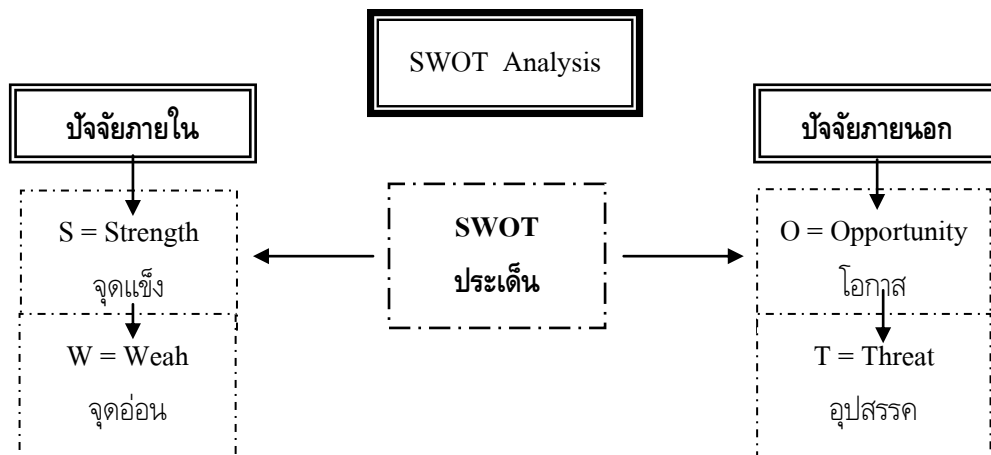 SWOT Analysis
ปัจจัยภายใน
ปัจจัยภายนอก
S = Strength
จุดแข็ง
W = Weah
จุดอ่อน
SWOT
ประเด็น
O = Opportunity
โอกาส
T = Threat
อุปสรรค